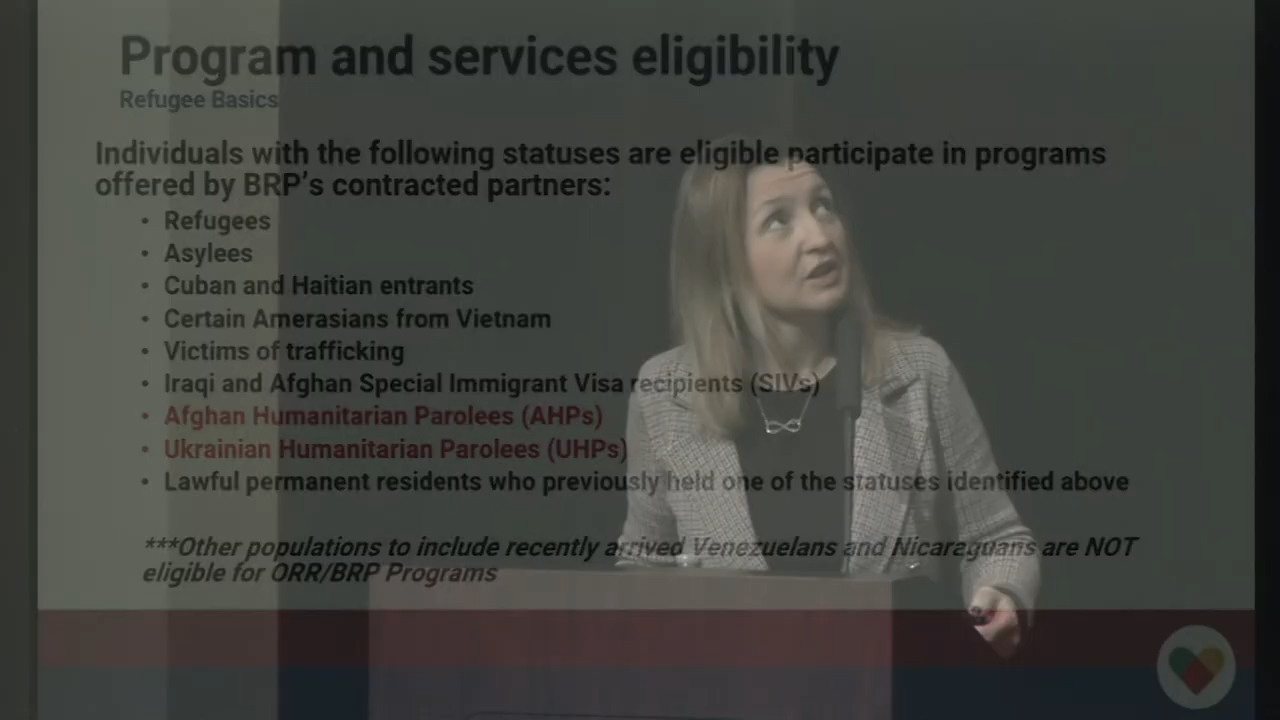 Program and services eligibility
Refugee Basics
Individuals with the following statuses are eligible participate in programs
offered by BRP's contracted partners:
• Refugees
• Asylees
• Cuban and Haitian entrants
• Certain Amerasians from Vietnam
• Victims of trafficking
• Iraqi and Afghan Special Immigrant Visa recipients (SIVs)
• Afghan Humanitarian Parolees (AHPs)
• Ukrainian Humanitarian Parolees (UHPs)
• Lawful permanent residents who previously held one of the statuses identified above
***Other populations to include recently arrived Venezuelans and Nicaraguans are NOT
eligible for ORR/BRP Programs